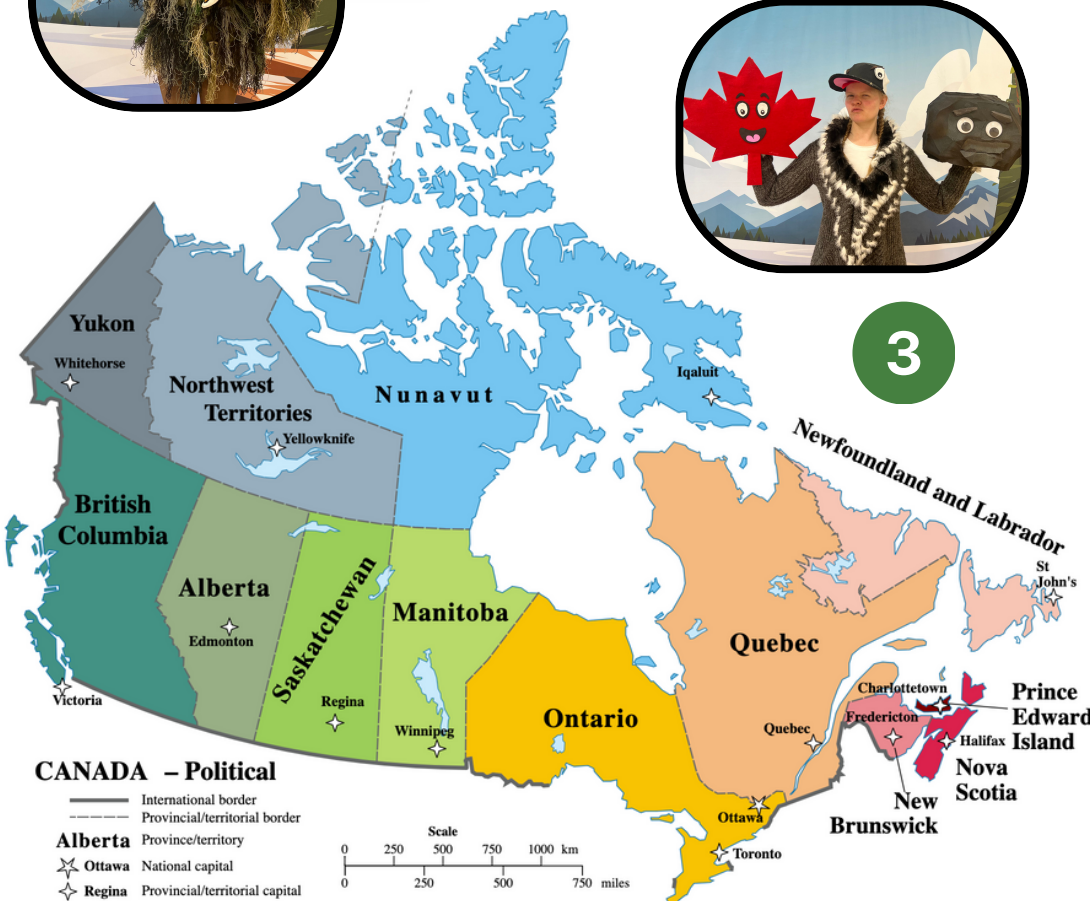 3
Yukon
Whitehorse
Northwest
Territories
Yellowknife
Nunavut
Iqaluit
Newfoundland and Labrador
St
John's
British
Columbia
Alberta
Edmonton
Saskatchewan
Regina
Manitoba
Winnipeg
Victoria
Ontario
Quebec
Quebec
Charlottetown
Fredericton
Halifax
Prince
Edward
Island
Nova
Scotia
New
Brunswick
Ottawa
Toronto
CANADA – Political
International border
Provincial/territorial border
Alberta Province/territory
Ottawa National capital
Regina Provincial/territorial capital
Scale
0 250 500 750 1000 km
0 250 500 750 miles